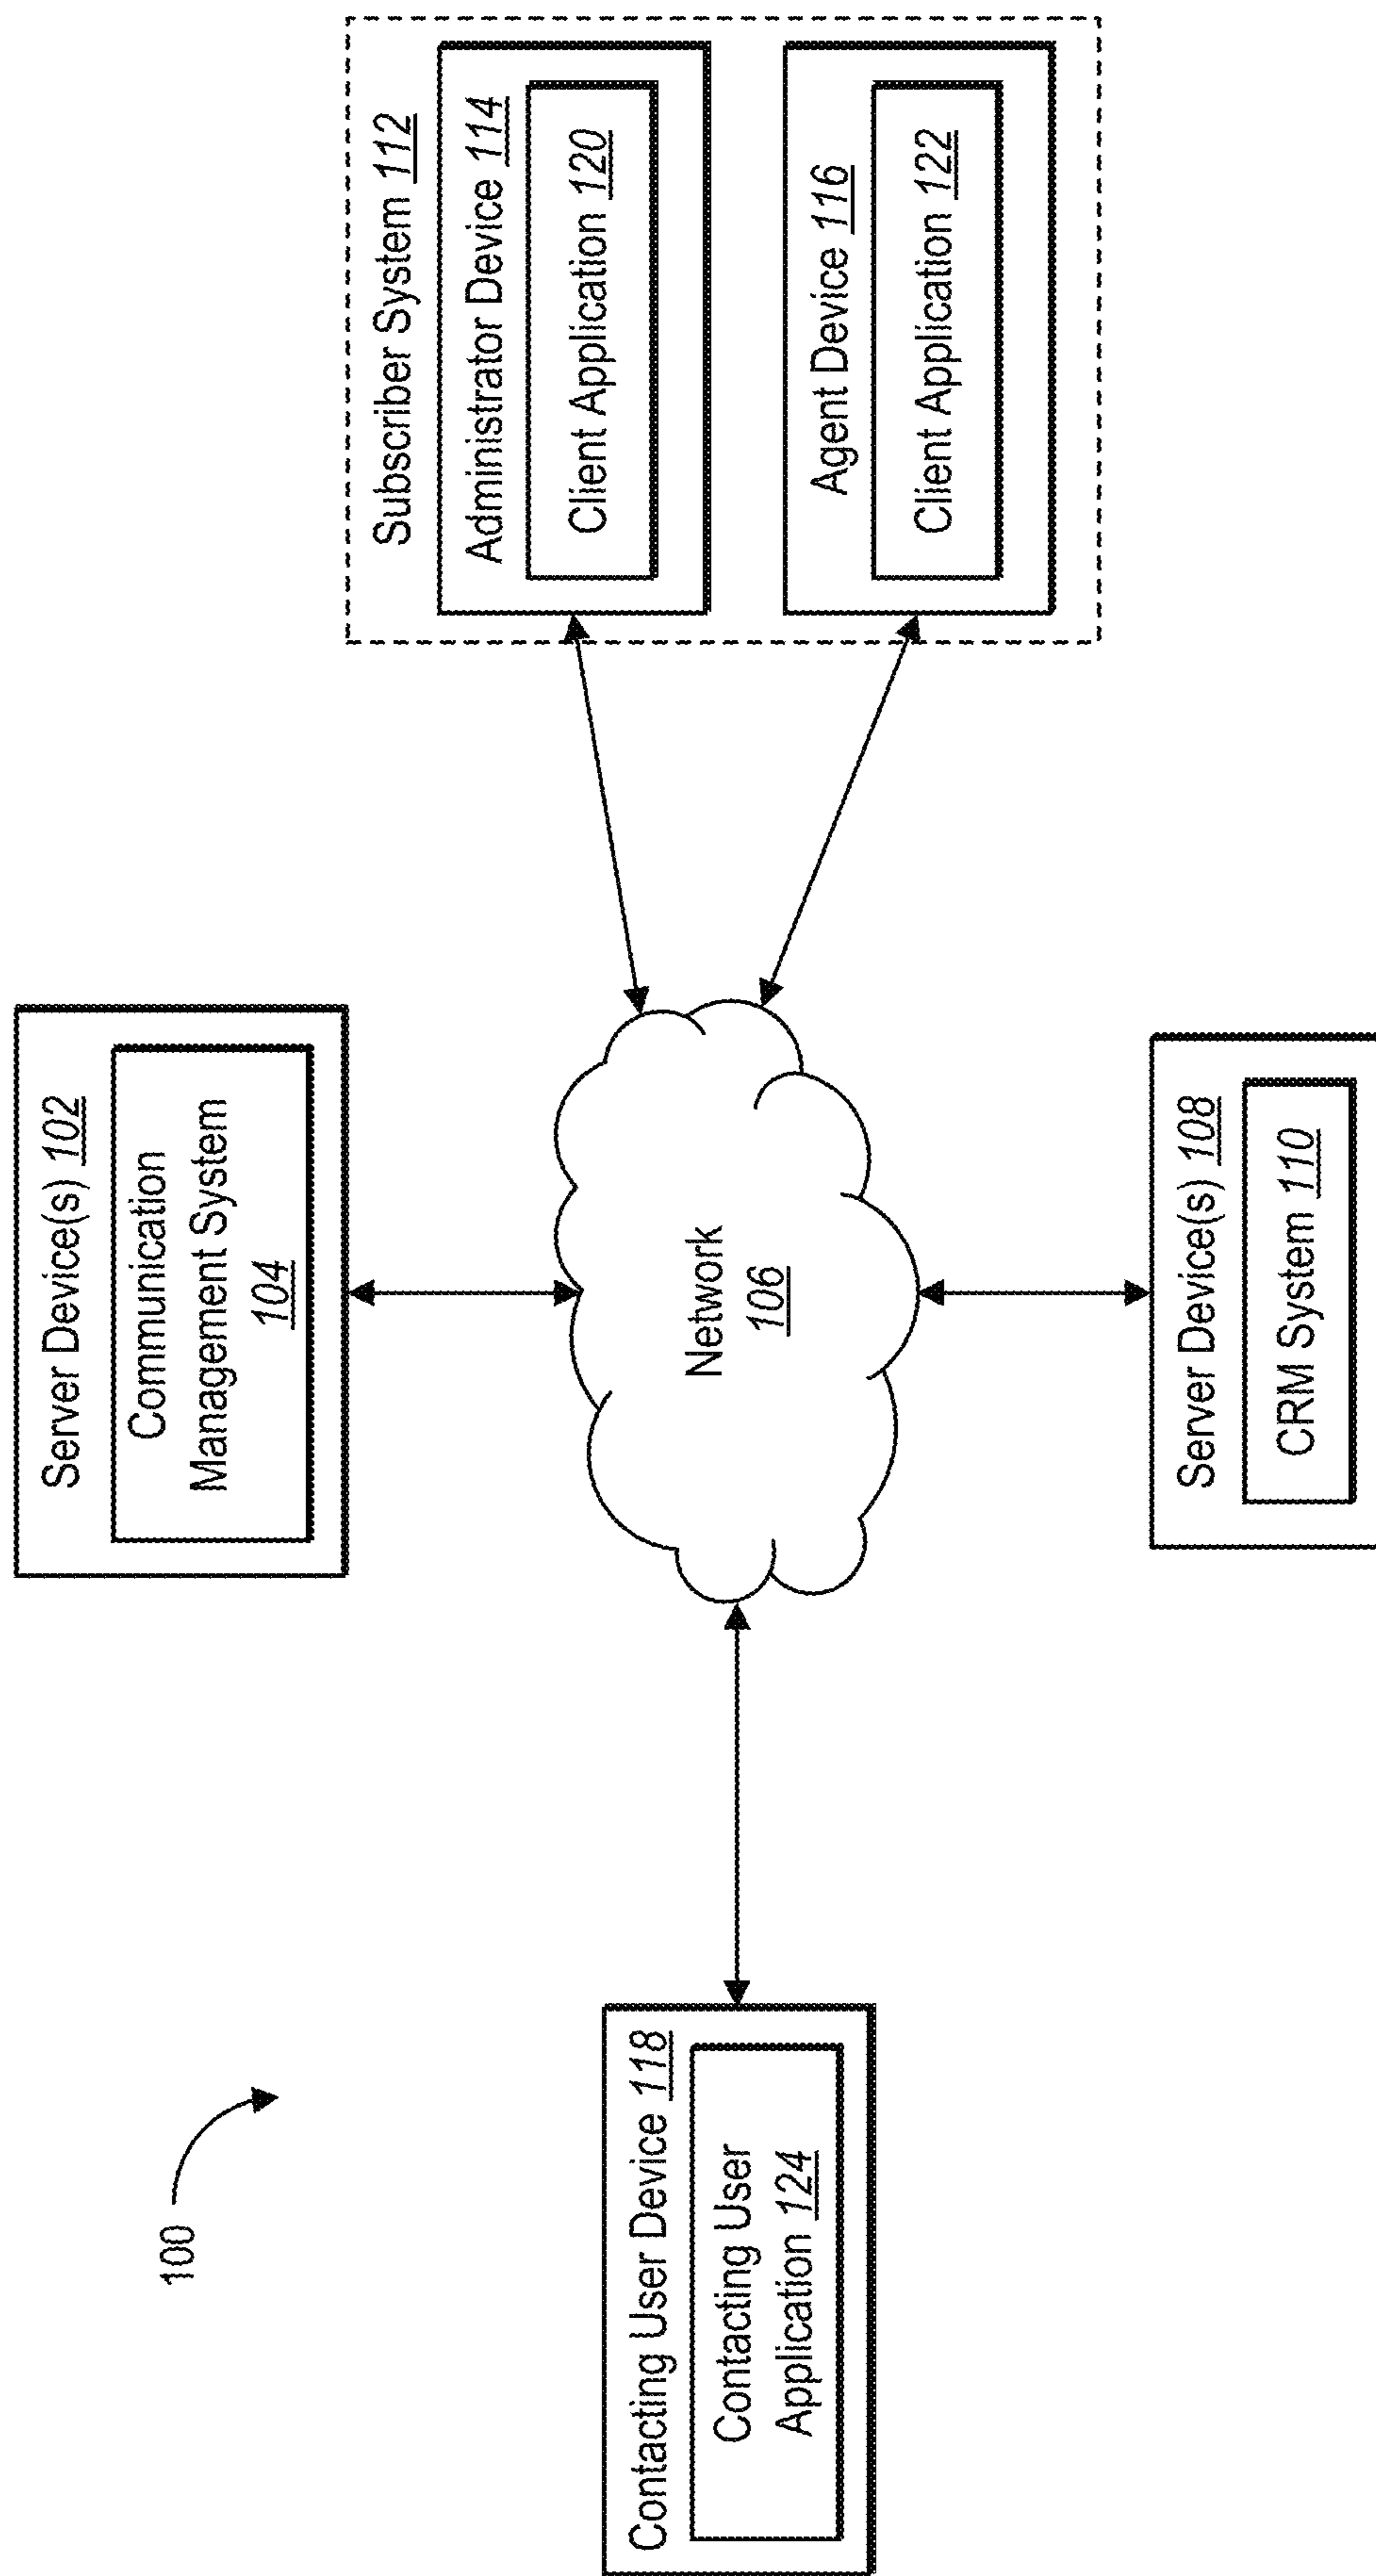 100
Server Device(s) 102
Communication
Management System
104
Subscriber System 112
Administrator Device 114
Client Application 120
Agent Device 116
Client Application 122
Network
106
Contacting User Device 118
Contacting User
Application 124
Server Device(s) 108
CRM System 110